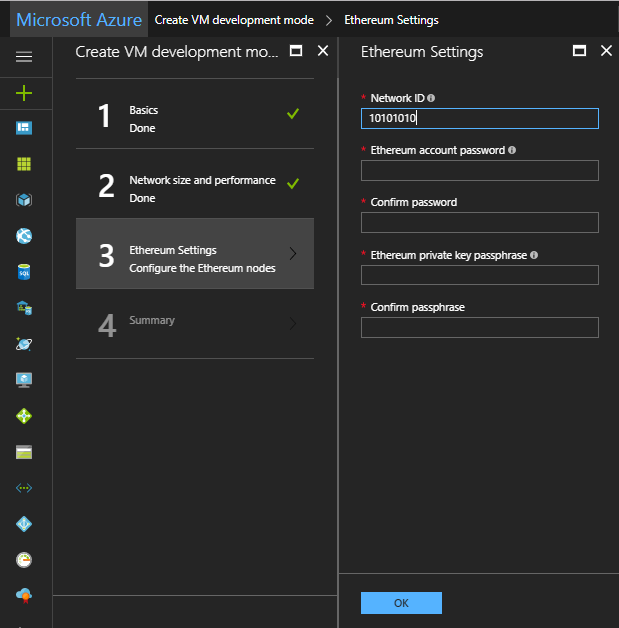 Microsoft Azure Create VM development mode > Ethereum Settings
Create VM development mo...
1
Basics
Done
2
Network size and performance
Done
3
Ethereum Settings
Configure the Ethereum nodes
4
Summary
Ethereum Settings
* Network ID
10101010
* Ethereum account password
* Confirm password
* Ethereum private key passphrase
* Confirm passphrase
OK
SQL